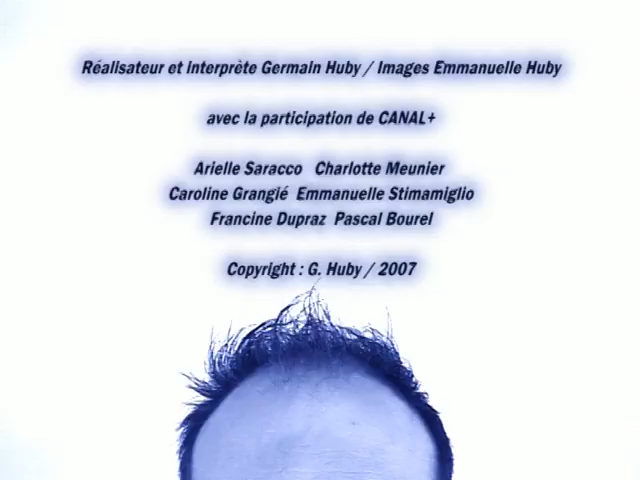 Réalisateur et interprète Germain Huby / Images Emmanuelle Huby
avec la participation de CANAL+
Arielle Saracco Charlotte Meunier
Caroline Grangié Emmanuelle Stimamiglio
Francine Dupraz Pascal Bourel
Copyright : G. Huby / 2007